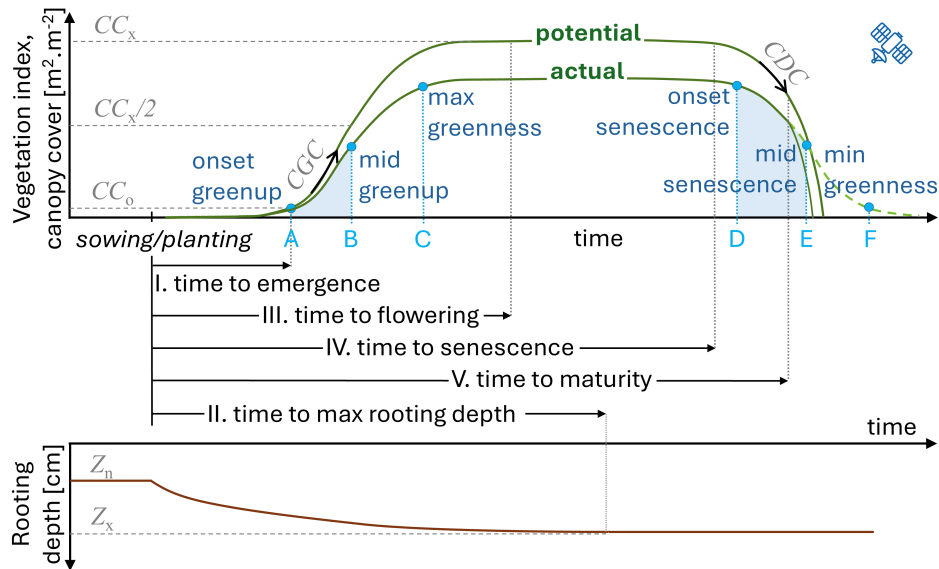 Vegetation index,
canopy cover [m².m⁻²]
CCₓ
CCₓ/2
CCₒ
potential
actual
CGC
CDC
onset
greenup
mid
greenup
max
greenness
onset
senescence
mid
senescence
min
greenness
sowing/planting
A
B
C
time
D
E
F
I. time to emergence
III. time to flowering
IV. time to senescence
V. time to maturity
II. time to max rooting depth
time
Rooting
depth [cm]
Zₙ
Zₓ